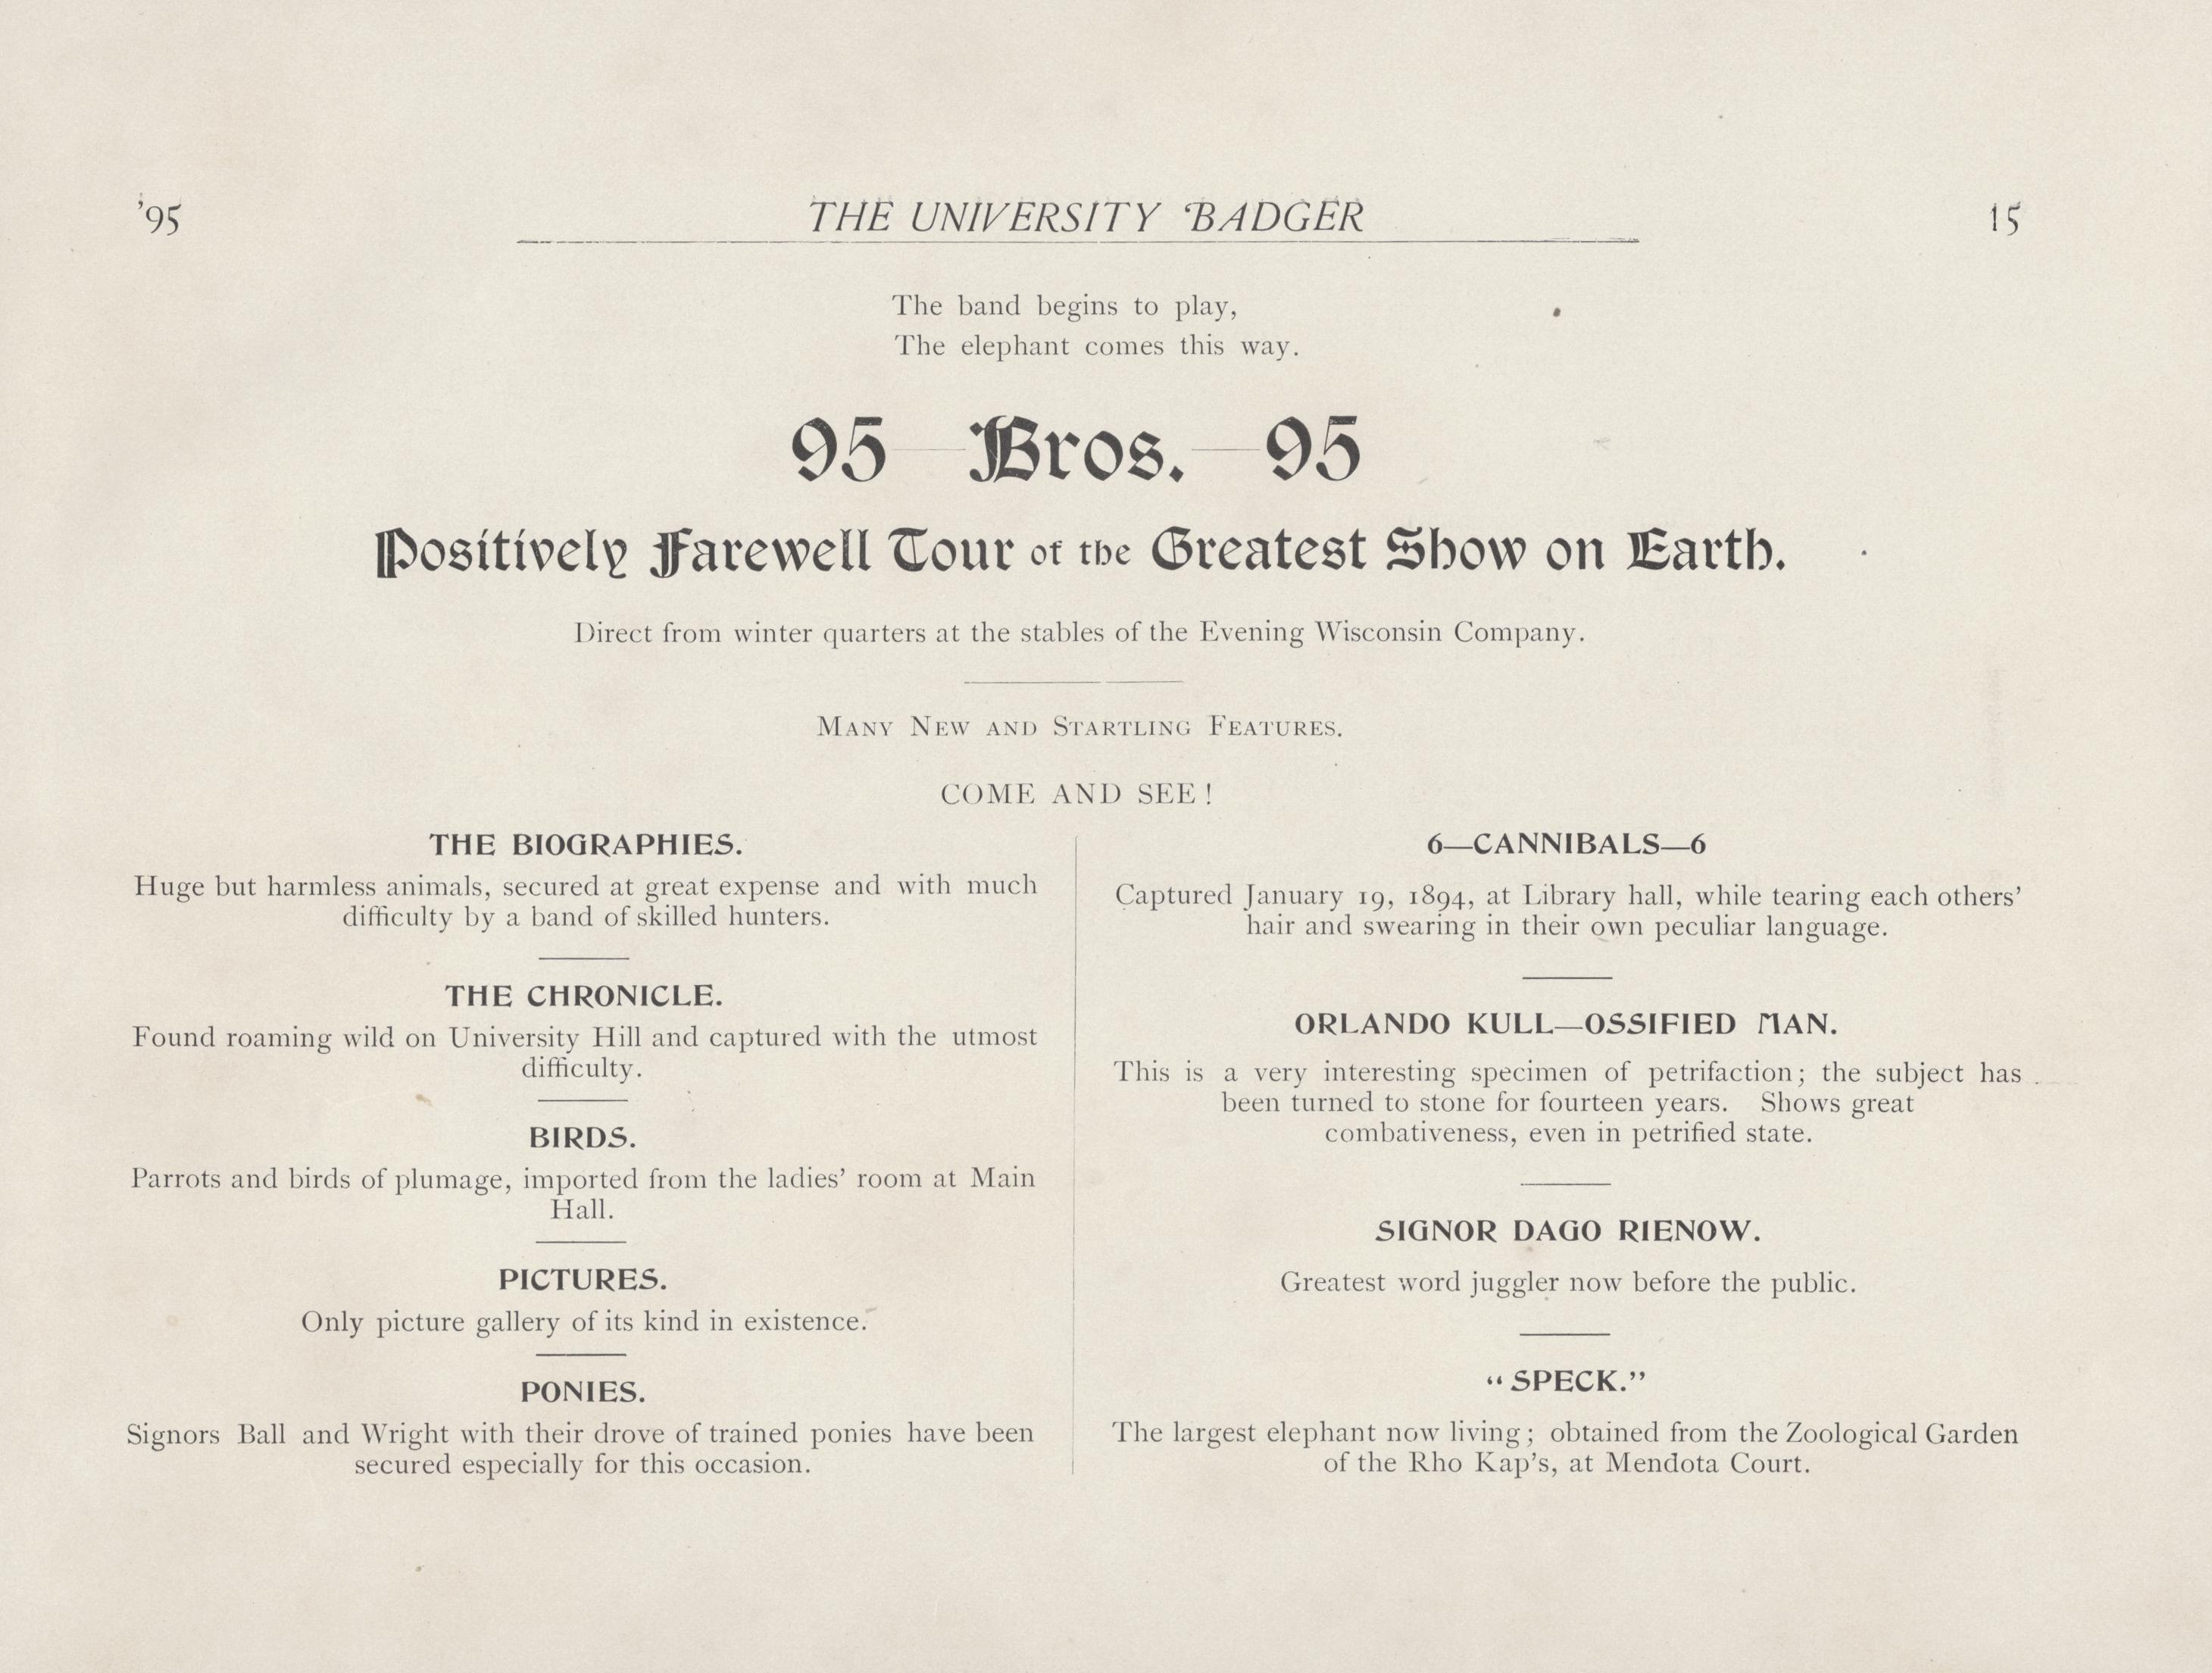 '95
THE UNIVERSITY BADGER
15
The band begins to play,
The elephant comes this way.
95—Bros.—95
Positively Farewell Tour of the Greatest Show on Earth.
Direct from winter quarters at the stables of the Evening Wisconsin Company.
MANY NEW AND STARTLING FEATURES.
COME AND SEE!
THE BIOGRAPHIES.
Huge but harmless animals, secured at great expense and with much
difficulty by a band of skilled hunters.
THE CHRONICLE.
Found roaming wild on University Hill and captured with the utmost
difficulty.
BIRDS.
Parrots and birds of plumage, imported from the ladies' room at Main
Hall.
PICTURES.
Only picture gallery of its kind in existence.
PONIES.
Signors Ball and Wright with their drove of trained ponies have been
secured especially for this occasion.
6—CANNIBALS—6
Captured January 19, 1894, at Library hall, while tearing each others'
hair and swearing in their own peculiar language.
ORLANDO KULL—OSSIFIED MAN.
This is a very interesting specimen of petrifaction; the subject has
been turned to stone for fourteen years. Shows great
combativeness, even in petrified state.
SIGNOR DAGO RIENOW.
Greatest word juggler now before the public.
"SPECK."
The largest elephant now living; obtained from the Zoological Garden
of the Rho Kap's, at Mendota Court.